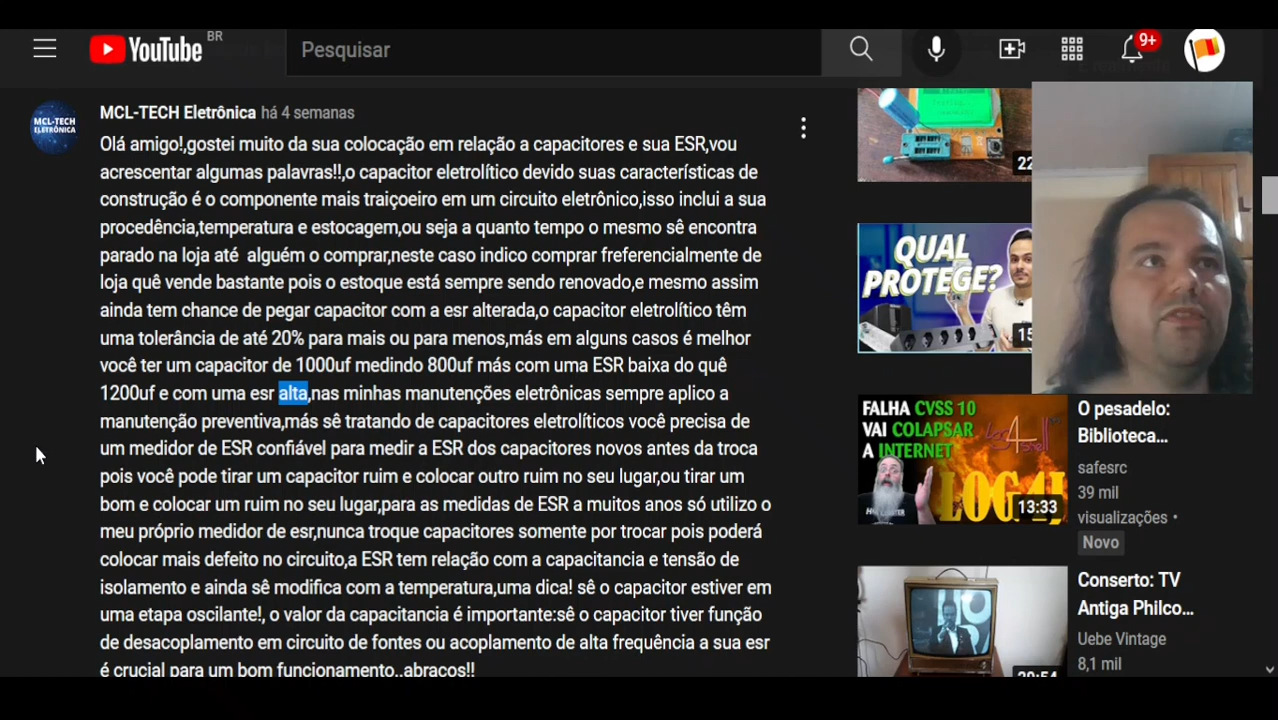 YouTube BR
Pesquisar
9+
MCL-TECH Eletrônica há 4 semanas
MCL-TECH
ELETRÔNICA
Olá amigo!,gostei muito da sua colocação em relação a capacitores e sua ESR,vou
acrescentar algumas palavras!!,o capacitor eletrolítico devido suas características de
construção é o componente mais traiçoeiro em um circuito eletrônico,isso inclui a sua
procedência,temperatura e estocagem,ou seja a quanto tempo o mesmo sê encontra
parado na loja até alguém o comprar,neste caso indico comprar freferencialmente de
loja quê vende bastante pois o estoque está sempre sendo renovado,e mesmo assim
ainda tem chance de pegar capacitor com a esr alterada,o capacitor eletrolítico têm
uma tolerância de até 20% para mais ou para menos,más em alguns casos é melhor
você ter um capacitor de 1000uf medindo 800uf más com uma ESR baixa do quê
1200uf e com uma esr alta,nas minhas manutenções eletrônicas sempre aplico a
manutenção preventiva,más sê tratando de capacitores eletrolíticos você precisa de
um medidor de ESR confiável para medir a ESR dos capacitores novos antes da troca
pois você pode tirar um capacitor ruim e colocar outro ruim no seu lugar,ou tirar um
bom e colocar um ruim no seu lugar,para as medidas de ESR a muitos anos só utilizo o
meu próprio medidor de esr,nunca troque capacitores somente por trocar pois poderá
colocar mais defeito no circuito,a ESR tem relação com a capacitancia e tensão de
isolamento e ainda sê modifica com a temperatura,uma dica! sê o capacitor estiver em
uma etapa oscilante!, o valor da capacitancia é importante:sê o capacitor tiver função
de desacoplamento em circuito de fontes ou acoplamento de alta frequência a sua esr
é crucial para um bom funcionamento..abraços!!
22
QUAL
PROTEGE?
15
FALHA CVSS 10
VAI COLAPSAR
A INTERNET
LOG4J
13:33
O pesadelo:
Biblioteca...
safesrc
39 mil
visualizações •
Novo
Conserto: TV
Antiga Philco...
Uebe Vintage
8,1 mil
20:54